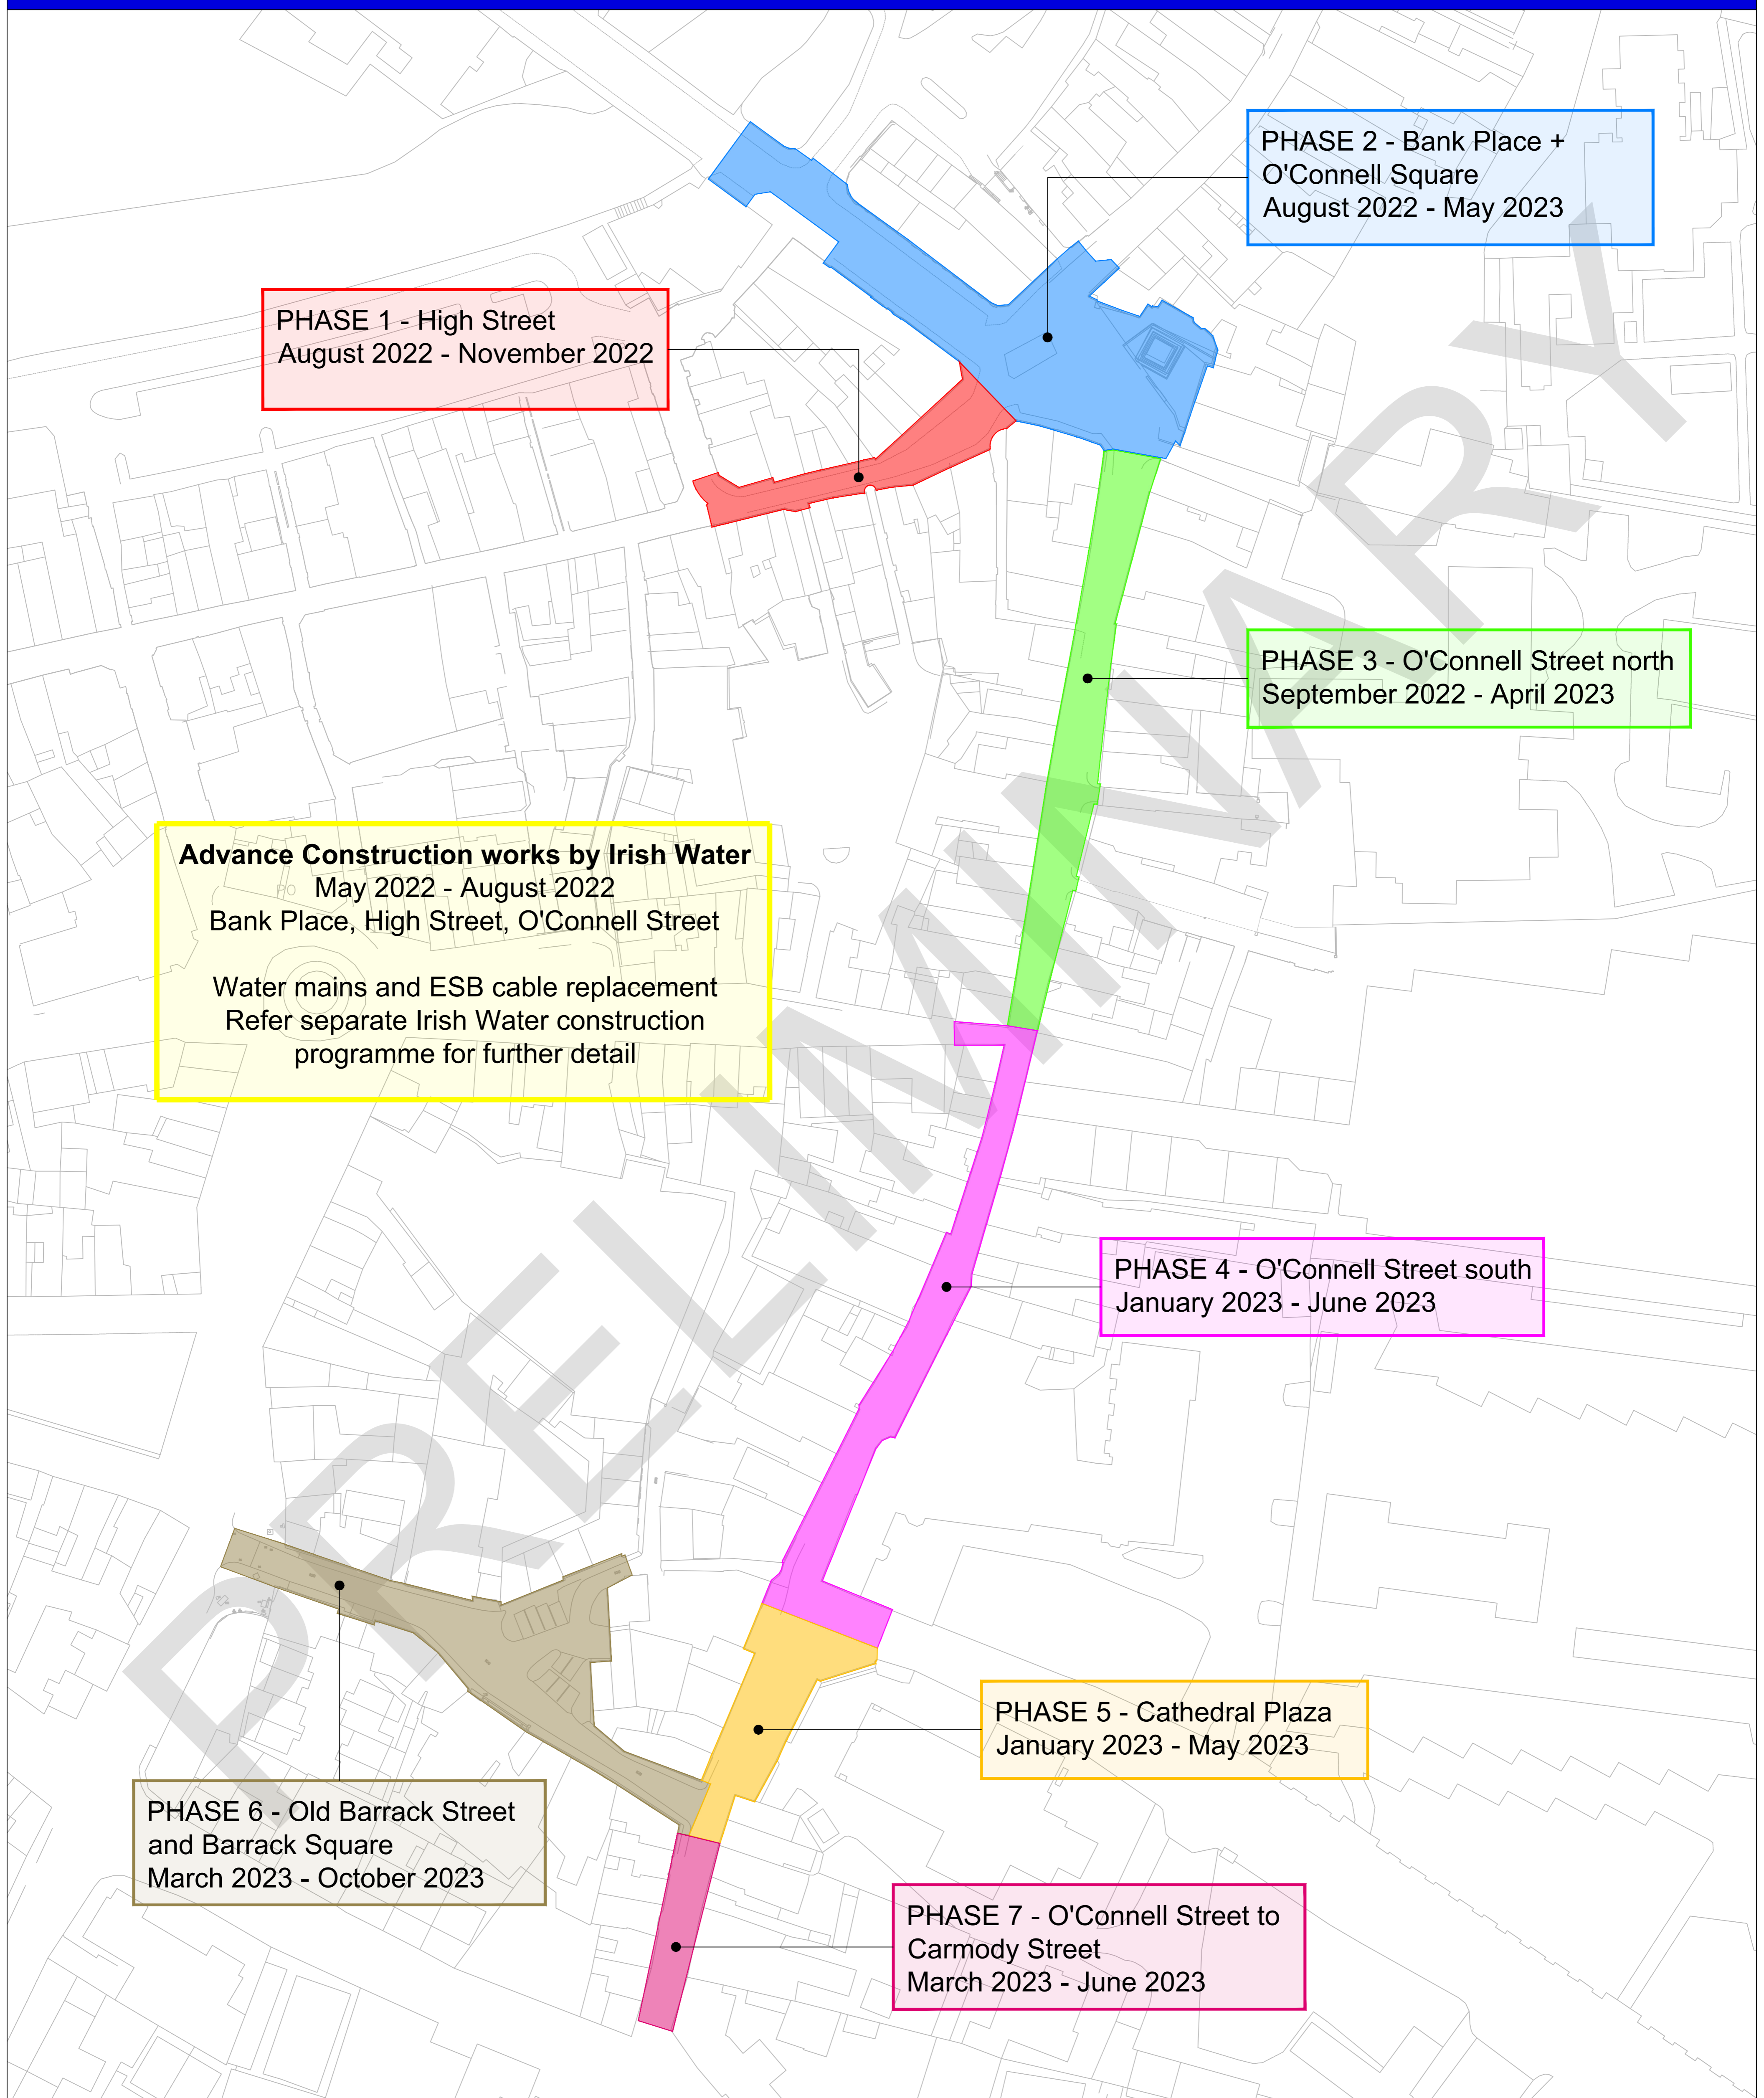 PHASE 2 - Bank Place +
O'Connell Square
August 2022 - May 2023
PHASE 1 - High Street
August 2022 - November 2022
PHASE 3 - O'Connell Street north
September 2022 - April 2023
Advance Construction works by Irish Water
May 2022 - August 2022
Bank Place, High Street, O'Connell Street
Water mains and ESB cable replacement
Refer separate Irish Water construction
programme for further detail
PO
PHASE 4 - O'Connell Street south
January 2023 - June 2023
PHASE 5 - Cathedral Plaza
January 2023 - May 2023
PHASE 6 - Old Barrack Street
and Barrack Square
March 2023 - October 2023
PHASE 7 - O'Connell Street to
Carmody Street
March 2023 - June 2023
PRELIMINARY